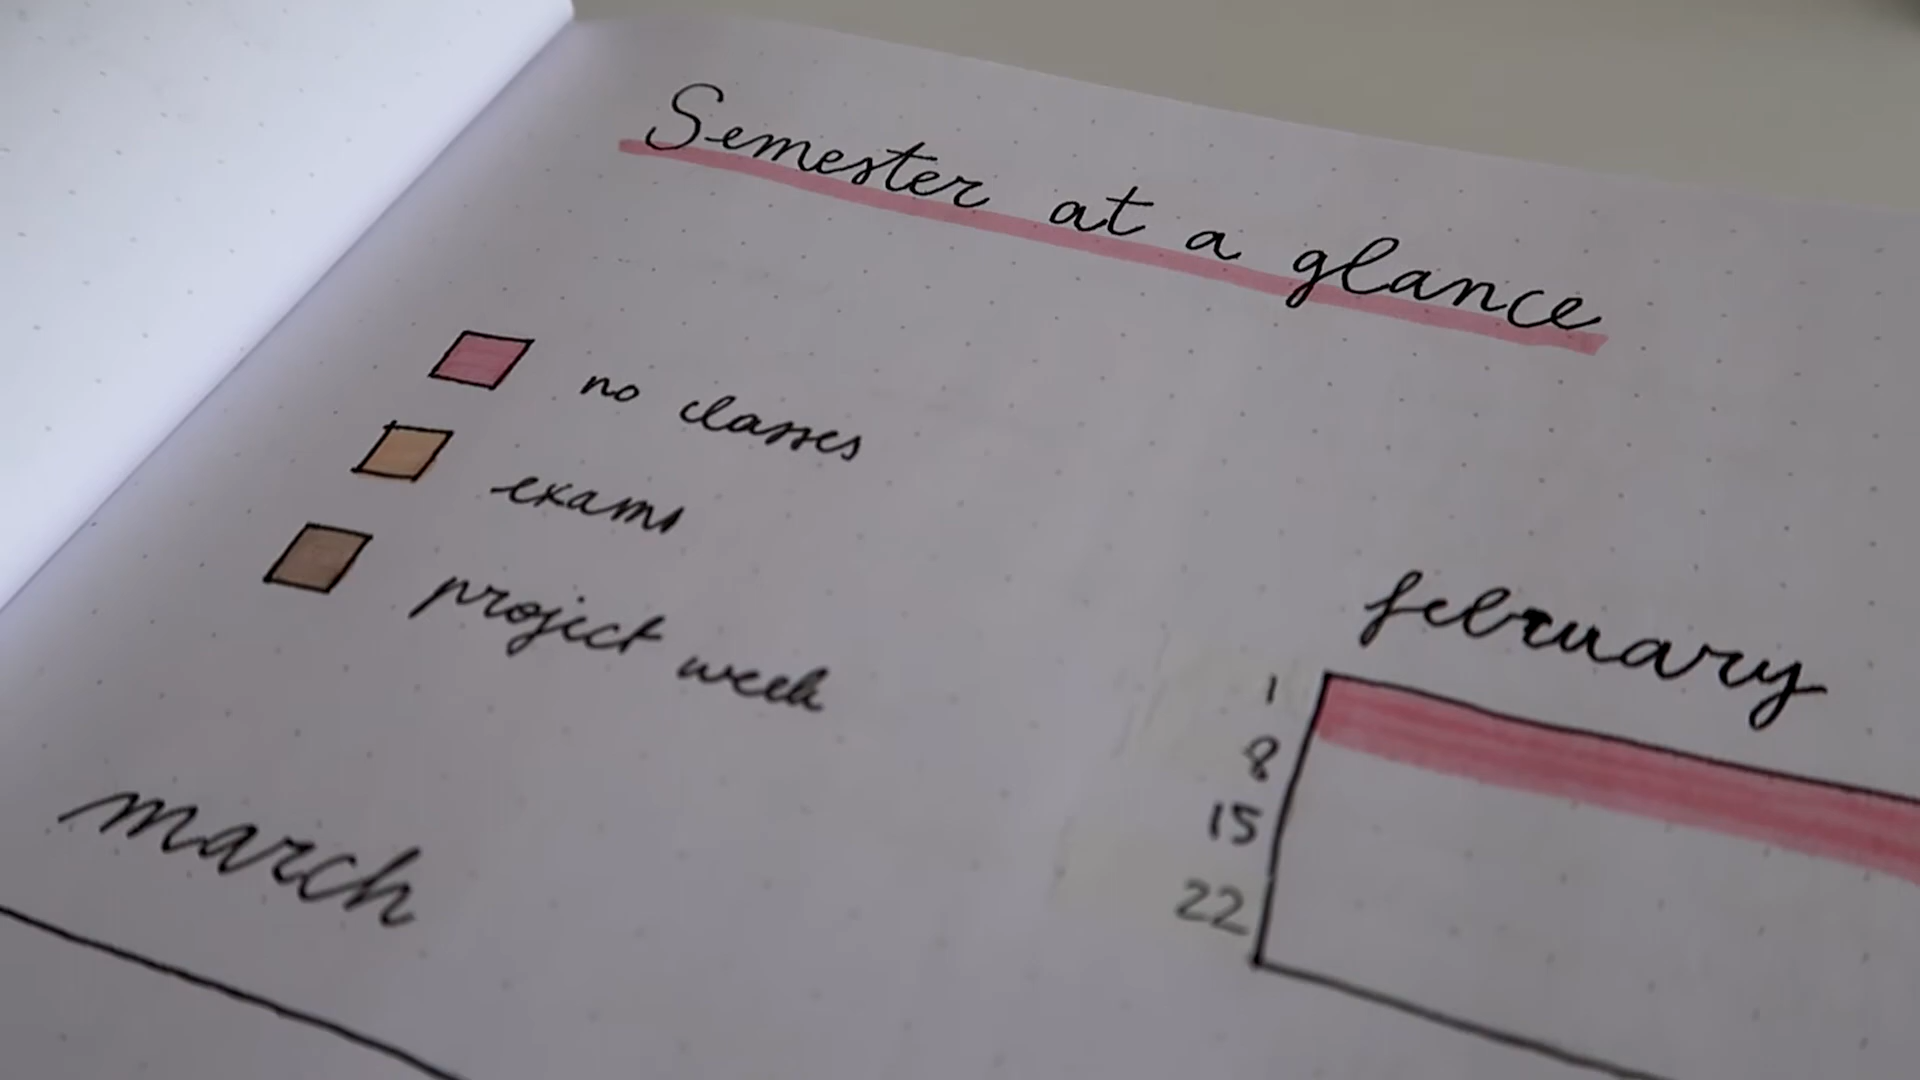 Semester at a glance
no classes
exams
project week
february
1
8
15
22
march